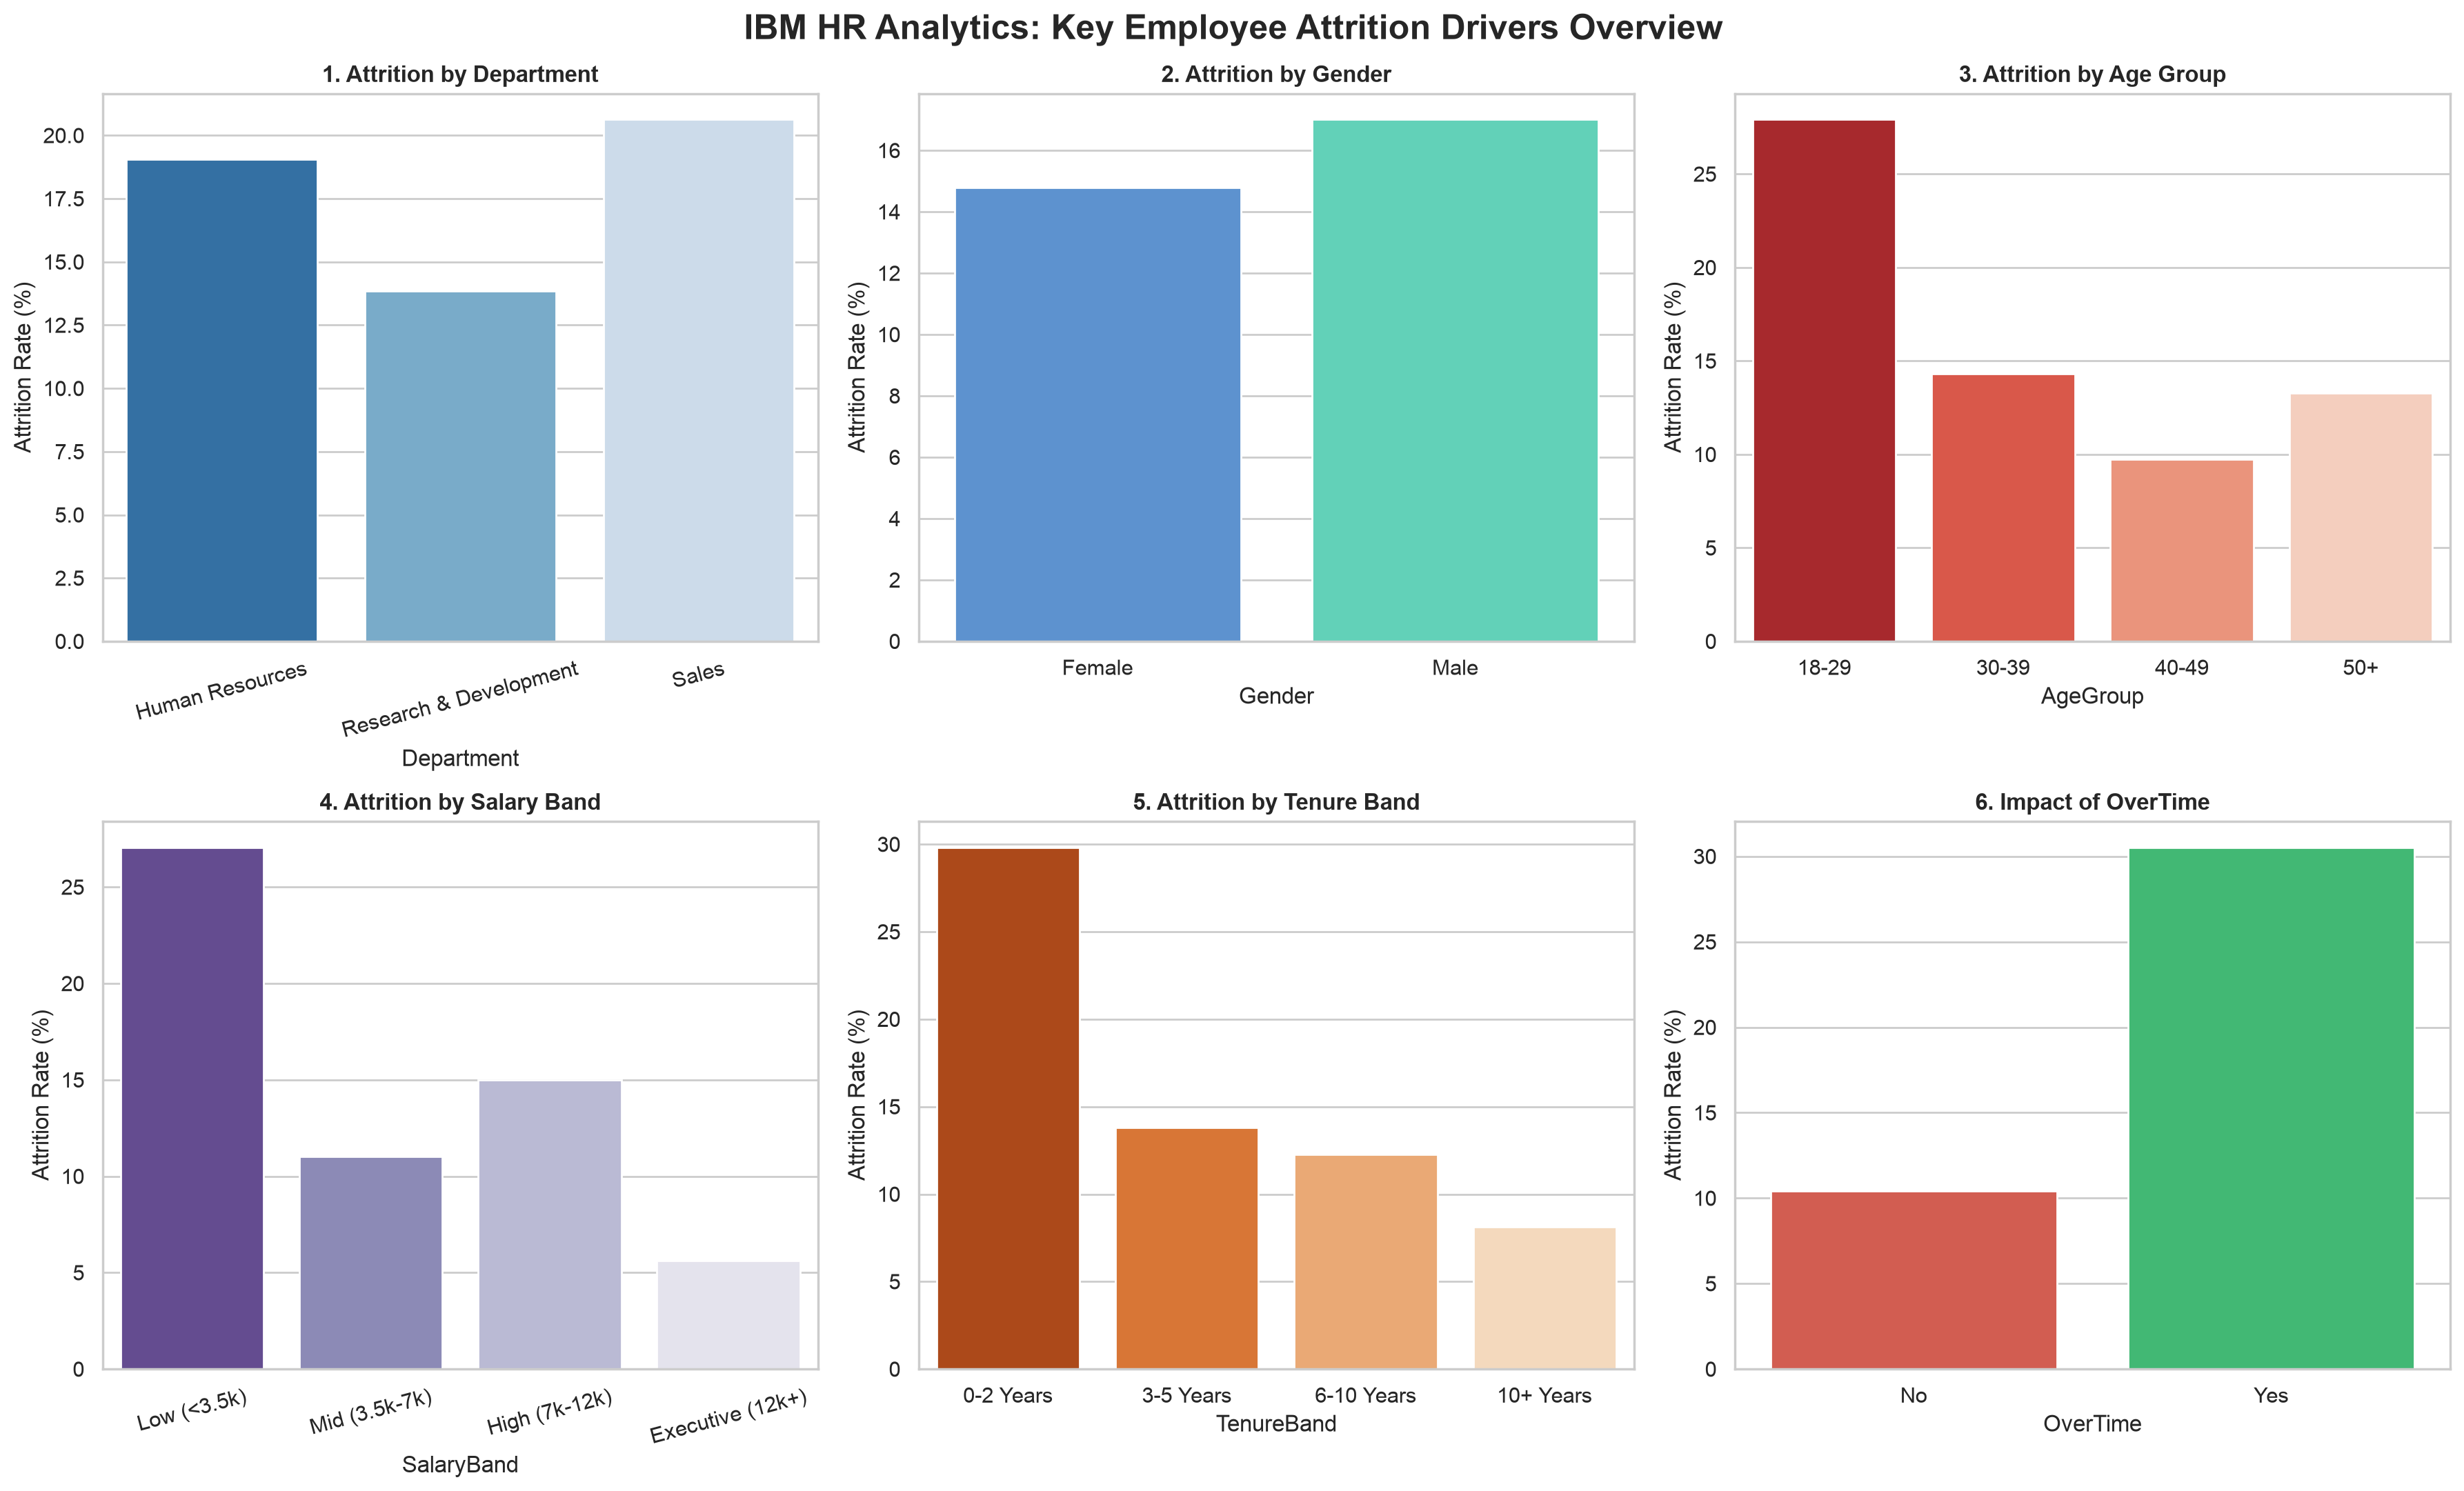 IBM HR Analytics: Key Employee Attrition Drivers Overview
1. Attrition by Department
Attrition Rate (%)
20.0
17.5
15.0
12.5
10.0
7.5
5.0
2.5
0.0
Human Resources
Research & Development
Sales
Department
2. Attrition by Gender
Attrition Rate (%)
16
14
12
10
8
6
4
2
0
Female
Male
Gender
3. Attrition by Age Group
Attrition Rate (%)
25
20
15
10
5
0
18-29
30-39
40-49
50+
AgeGroup
4. Attrition by Salary Band
Attrition Rate (%)
25
20
15
10
5
0
Low (<3.5k)
Mid (3.5k-7k)
High (7k-12k)
Executive (12k+)
SalaryBand
5. Attrition by Tenure Band
Attrition Rate (%)
30
25
20
15
10
5
0
0-2 Years
3-5 Years
6-10 Years
10+ Years
TenureBand
6. Impact of OverTime
Attrition Rate (%)
30
25
20
15
10
5
0
No
Yes
OverTime